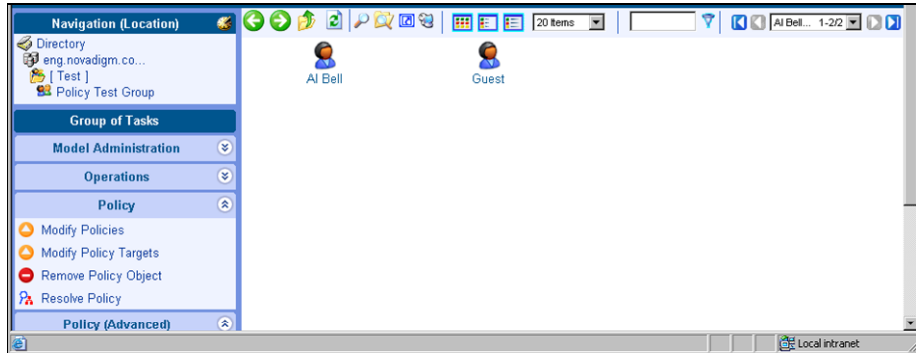 Navigation (Location)
Directory
eng.novadigm.co...
[ Test ]
Policy Test Group
Group of Tasks
Model Administration
Operations
Policy
Modify Policies
Modify Policy Targets
Remove Policy Object
Resolve Policy
Policy (Advanced)
20 Items
Al Bell... 1-2/2
Al Bell
Guest
Local intranet